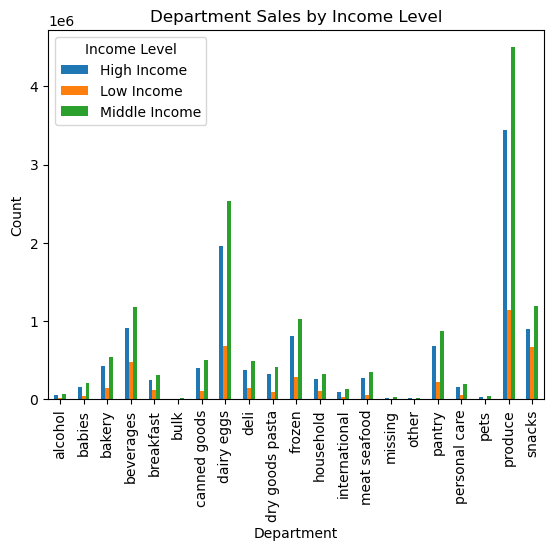 Department Sales by Income Level
1e6
Income Level
High Income
Low Income
Middle Income
4
3
2
1
0
Count
alcohol
babies
bakery
beverages
breakfast
bulk
canned goods
dairy eggs
deli
dry goods pasta
frozen
household
international
meat seafood
missing
other
pantry
personal care
pets
produce
snacks
Department